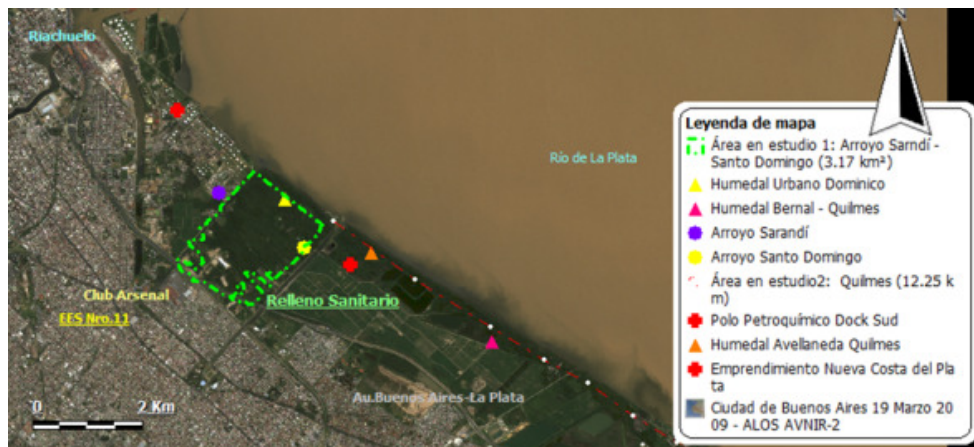 Riachuelo
N
Río de La Plata
Club Arsenal
EES Nro.11
Relleno Sanitario
Au.Buenos Aires-La Plata
0 2 Km
Leyenda de mapa
Área en estudio 1: Arroyo Sarndí -
Santo Domingo (3.17 km²)
Humedal Urbano Dominico
Humedal Bernal - Quilmes
Arroyo Sarandí
Arroyo Santo Domingo
Área en estudio2: Quilmes (12.25 k
m)
Polo Petroquímico Dock Sud
Humedal Avellaneda Quilmes
Emprendimiento Nueva Costa del Pla
ta
Ciudad de Buenos Aires 19 Marzo 20
09 - ALOS AVNIR-2